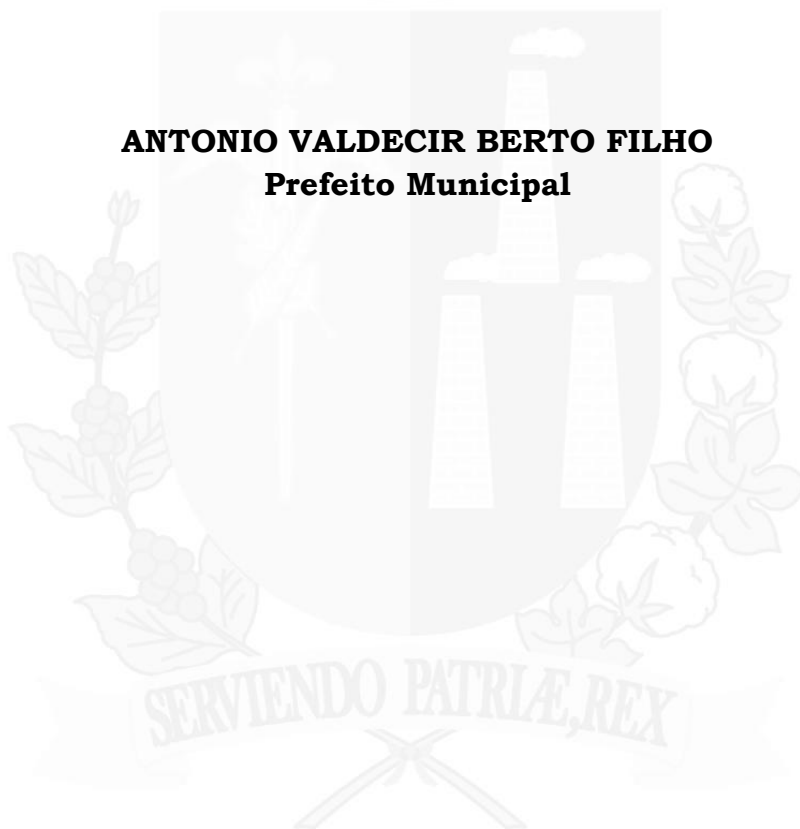 ANTONIO VALDECIR BERTO FILHO
Prefeito Municipal
SERVIENDO PATRIÆ,REX